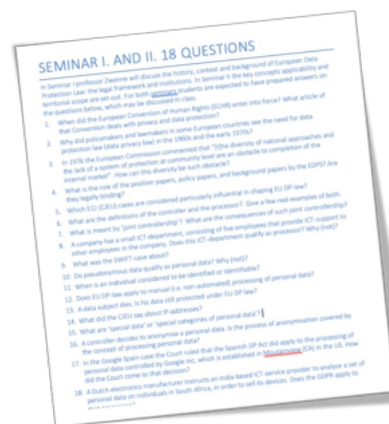 SEMINAR I. AND II. 18 QUESTIONS
In Seminar I professor Zwenne will discuss the history, context and background of European Data
Protection Law: the legal framework and institutions. In Seminar II the key concepts applicability and
territorial scope are set-out. For both seminars students are expected to have prepared answers on
the questions below, which may be discussed in class.
1. When did the European Convention of Human Rights (ECHR) enter into force? What article of
that Convention deals with privacy and data protection?
2. Why did policymakers and lawmakers in some European countries see the need for data
protection law (data privacy law) in the 1960s and the early 1970s?
3. In 1976 the European Commission commented that "[t]he diversity of national approaches and
the lack of a system of protection at community level are an obstacle to completion of the
internal market". How can this diversity be such obstacle?
4. What is the role of the position papers, policy papers, and background papers by the EDPS? Are
they legally binding?
5. Which ECJ (CJEU) cases are considered particularly influential in shaping EU DP-law?
6. What are the definitions of the controller and the processor? Give a few real examples of both.
7. What is meant by 'joint controllership'? What are the consequences of such joint controllership?
8. A company has a small ICT-department, consisting of five employees that provide ICT-support to
other employees in the company. Does this ICT-department qualify as processor? Why (not)?
9. What was the SWIFT-case about?
10. Do pseudonymous data qualify as personal data? Why (not)?
11. When is an individual considered to be identified or identifiable?
12. Does EU DP-law apply to manual (i.e. non automated) processing of personal data?
13. A data subject dies. Is his data still protected under EU DP law?
14. What did the CJEU say about IP-addresses?
15. What are 'special data' or 'special categories of personal data'?
16. A controller decides to anonymise a personal data. Is the process of anonymisation covered by
the concept of processing personal data?
17. In the Google Spain-case the Court ruled that the Spanish DP Act did apply to the processing of
personal data controlled by Google Inc, which is established in Mountainview (CA) in the US. How
did the Court come to that decision?
18. A Dutch electronics manufacturer instructs an India-based ICT-service provider to analyse a set of
personal data on individuals in South Africa, in order to sell its devices. Does the GDPR apply to